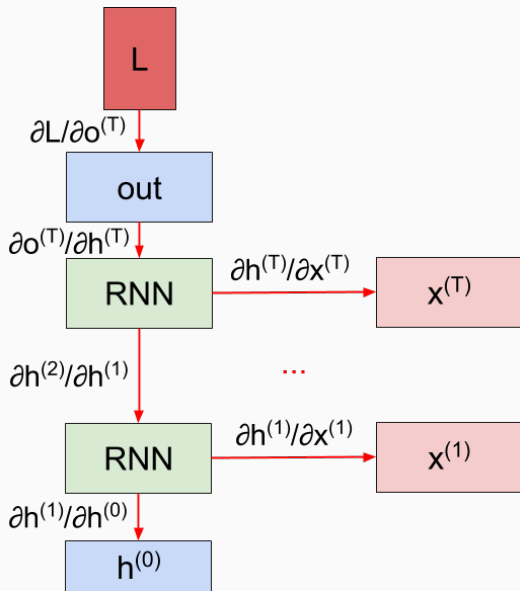 L
∂L/∂o⁽ᵀ⁾
out
∂o⁽ᵀ⁾/∂h⁽ᵀ⁾
RNN
∂h⁽ᵀ⁾/∂x⁽ᵀ⁾
x⁽ᵀ⁾
∂h⁽²⁾/∂h⁽¹⁾
...
RNN
∂h⁽¹⁾/∂x⁽¹⁾
x⁽¹⁾
∂h⁽¹⁾/∂h⁽⁰⁾
h⁽⁰⁾